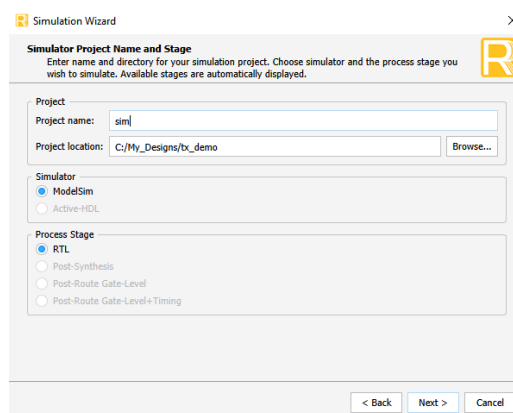 R Simulation Wizard
Simulator Project Name and Stage
Enter name and directory for your simulation project. Choose simulator and the process stage you
wish to simulate. Available stages are automatically displayed.
R
Project
Project name: sim
Project location: C:/My_Designs/tx_demo Browse...
Simulator
ModelSim
Active-HDL
Process Stage
RTL
Post-Synthesis
Post-Route Gate-Level
Post-Route Gate-Level+Timing
< Back Next > Cancel